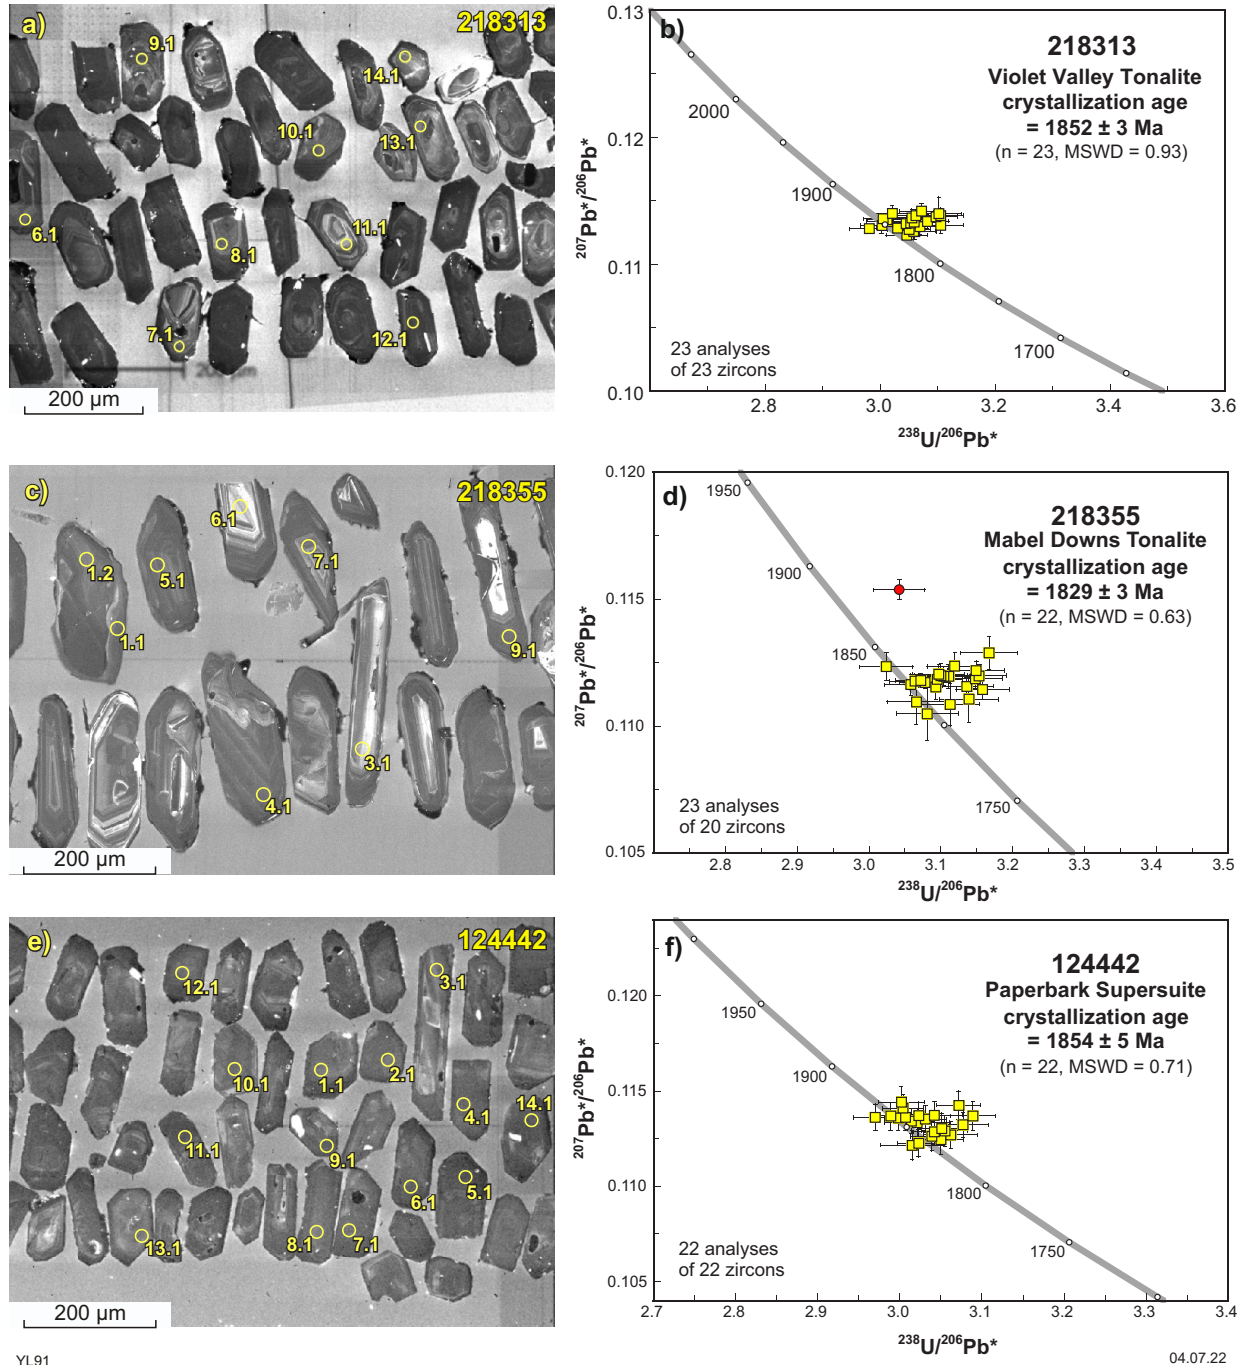 a)
218313
9.1
14.1
10.1
13.1
6.1
8.1
11.1
7.1
12.1
200 µm
b)
218313
Violet Valley Tonalite
crystallization age
= 1852 ± 3 Ma
(n = 23, MSWD = 0.93)
2000
1900
1800
1700
23 analyses
of 23 zircons
0.13
0.12
0.11
0.10
²⁰⁷Pb*/²⁰⁶Pb*
2.8
3.0
3.2
3.4
3.6
²³⁸U/²⁰⁶Pb*
c)
218355
6.1
7.1
1.2
5.1
1.1
9.1
3.1
4.1
200 µm
d)
218355
Mabel Downs Tonalite
crystallization age
= 1829 ± 3 Ma
(n = 22, MSWD = 0.63)
1950
1900
1850
1750
23 analyses
of 20 zircons
0.120
0.115
0.110
0.105
²⁰⁷Pb*/²⁰⁶Pb*
2.8
2.9
3.0
3.1
3.2
3.3
3.4
3.5
²³⁸U/²⁰⁶Pb*
e)
124442
12.1
3.1
10.1
1.1
2.1
4.1
14.1
11.1
9.1
6.1
5.1
13.1
8.1
7.1
200 µm
f)
124442
Paperbark Supersuite
crystallization age
= 1854 ± 5 Ma
(n = 22, MSWD = 0.71)
1950
1900
1800
1750
22 analyses
of 22 zircons
0.120
0.115
0.110
0.105
²⁰⁷Pb*/²⁰⁶Pb*
2.7
2.8
2.9
3.0
3.1
3.2
3.3
3.4
²³⁸U/²⁰⁶Pb*
YL91
04.07.22